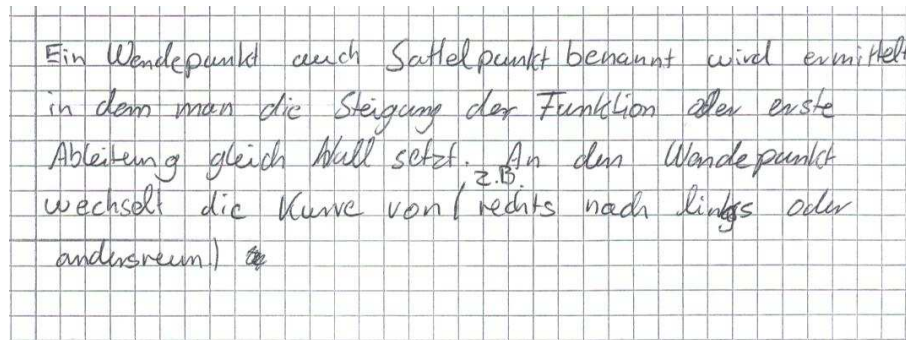 Ein Wendepunkt auch Sattelpunkt benannt wird ermittelt
in dem man die Steigung der Funktion oder erste
Ableitung gleich Null setzt. An den Wendepunkt
wechselt die Kurve von (z.B. rechts nach links oder
andersreum)